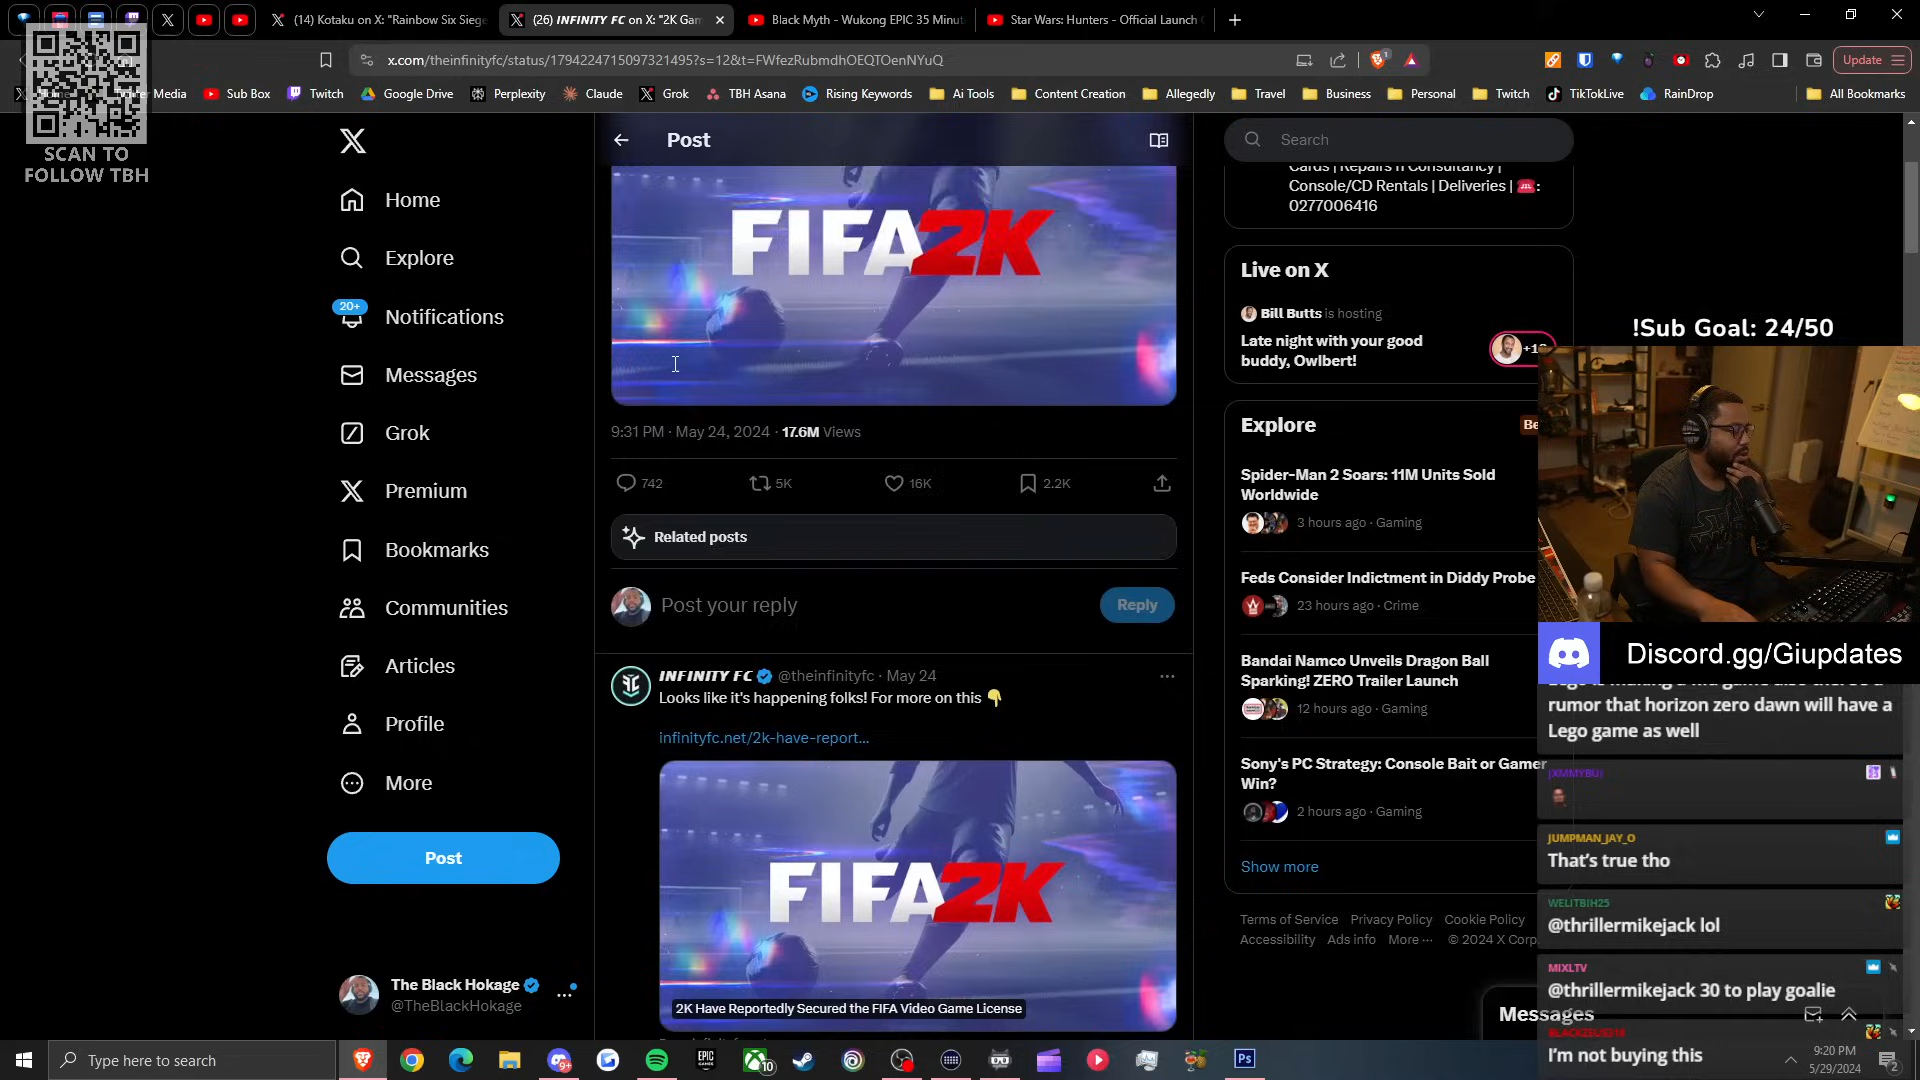 (14) Kotaku on X: "Rainbow Six Siege
(26) INFINITY FC on X: "2K Gam
Black Myth - Wukong EPIC 35 Minut
Star Wars: Hunters - Official Launch
x.com/theinfinityfc/status/1794224715097321495?s=12&t=FWfezRubmdhOEQTOenNYuQ
Update
Media
Sub Box
Twitch
Google Drive
Perplexity
Claude
Grok
TBH Asana
Rising Keywords
Ai Tools
Content Creation
Allegedly
Travel
Business
Personal
Twitch
TikTokLive
RainDrop
All Bookmarks
SCAN TO
FOLLOW TBH
Home
Explore
20+
Notifications
Messages
Grok
Premium
Bookmarks
Communities
Articles
Profile
More
Post
The Black Hokage
@TheBlackHokage
Post
FIFA2K
9:31 PM · May 24, 2024 · 17.6M Views
742
5K
16K
2.2K
Related posts
Post your reply
Reply
INFINITY FC @theinfinityfc · May 24
Looks like it's happening folks! For more on this 👇
infinityfc.net/2k-have-report...
FIFA2K
2K Have Reportedly Secured the FIFA Video Game License
Search
Cards | Repairs n Consultancy |
Console/CD Rentals | Deliveries | ☎️:
0277006416
Live on X
Bill Butts is hosting
Late night with your good
buddy, Owlbert!
Explore
Spider-Man 2 Soars: 11M Units Sold
Worldwide
3 hours ago · Gaming
Feds Consider Indictment in Diddy Probe
23 hours ago · Crime
Bandai Namco Unveils Dragon Ball
Sparking! ZERO Trailer Launch
12 hours ago · Gaming
Sony's PC Strategy: Console Bait or Gamer
Win?
2 hours ago · Gaming
Show more
Terms of Service Privacy Policy Cookie Policy
Accessibility Ads info More ··· © 2024 X Corp
Messages
!Sub Goal: 24/50
Discord.gg/Giupdates
rumor that horizon zero dawn will have a
Lego game as well
JUMPMAN_JAY_O
That's true tho
WELITBIH25
@thrillermikejack lol
MIXLTV
@thrillermikejack 30 to play goalie
I'm not buying this
Type here to search
9+
10
9:20 PM
5/29/2024
2